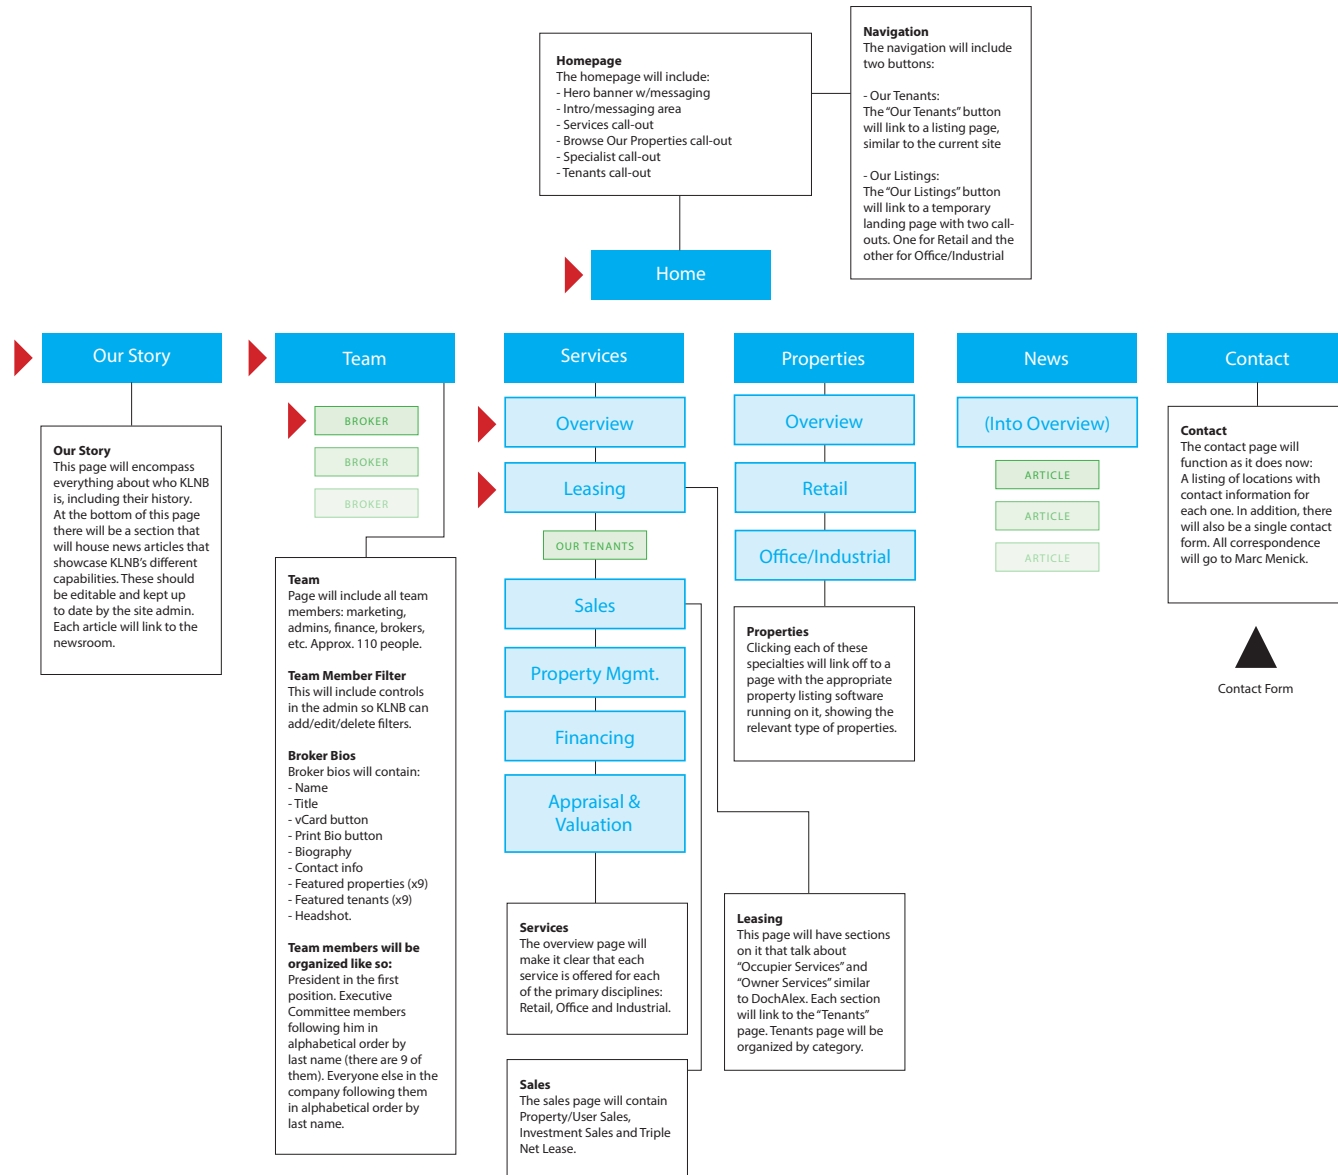 Homepage
The homepage will include:
- Hero banner w/messaging
- Intro/messaging area
- Services call-out
- Browse Our Properties call-out
- Specialist call-out
- Tenants call-out
Navigation
The navigation will include
two buttons:
- Our Tenants:
The “Our Tenants” button
will link to a listing page,
similar to the current site
- Our Listings:
The “Our Listings” button
will link to a temporary
landing page with two call-
outs. One for Retail and the
other for Office/Industrial
Home
Our Story
Team
Services
Properties
News
Contact
Our Story
This page will encompass
everything about who KLNB
is, including their history.
At the bottom of this page
there will be a section that
will house news articles that
showcase KLNB’s different
capabilities. These should
be editable and kept up
to date by the site admin.
Each article will link to the
newsroom.
BROKER
BROKER
BROKER
Team
Page will include all team
members: marketing,
admins, finance, brokers,
etc. Approx. 110 people.
Team Member Filter
This will include controls
in the admin so KLNB can
add/edit/delete filters.
Broker Bios
Broker bios will contain:
- Name
- Title
- vCard button
- Print Bio button
- Biography
- Contact info
- Featured properties (x9)
- Featured tenants (x9)
- Headshot.
Team members will be
organized like so:
President in the first
position. Executive
Committee members
following him in
alphabetical order by
last name (there are 9 of
them). Everyone else in the
company following them
in alphabetical order by
last name.
Overview
Leasing
OUR TENANTS
Sales
Property Mgmt.
Financing
Appraisal &
Valuation
Services
The overview page will
make it clear that each
service is offered for each
of the primary disciplines:
Retail, Office and Industrial.
Sales
The sales page will contain
Property/User Sales,
Investment Sales and Triple
Net Lease.
Overview
Retail
Office/Industrial
Properties
Clicking each of these
specialties will link off to a
page with the appropriate
property listing software
running on it, showing the
relevant type of properties.
Leasing
This page will have sections
on it that talk about
“Occupier Services” and
“Owner Services” similar
to DochAlex. Each section
will link to the “Tenants”
page. Tenants page will be
organized by category.
(Into Overview)
ARTICLE
ARTICLE
ARTICLE
Contact
The contact page will
function as it does now:
A listing of locations with
contact information for
each one. In addition, there
will also be a single contact
form. All correspondence
will go to Marc Menick.
Contact Form